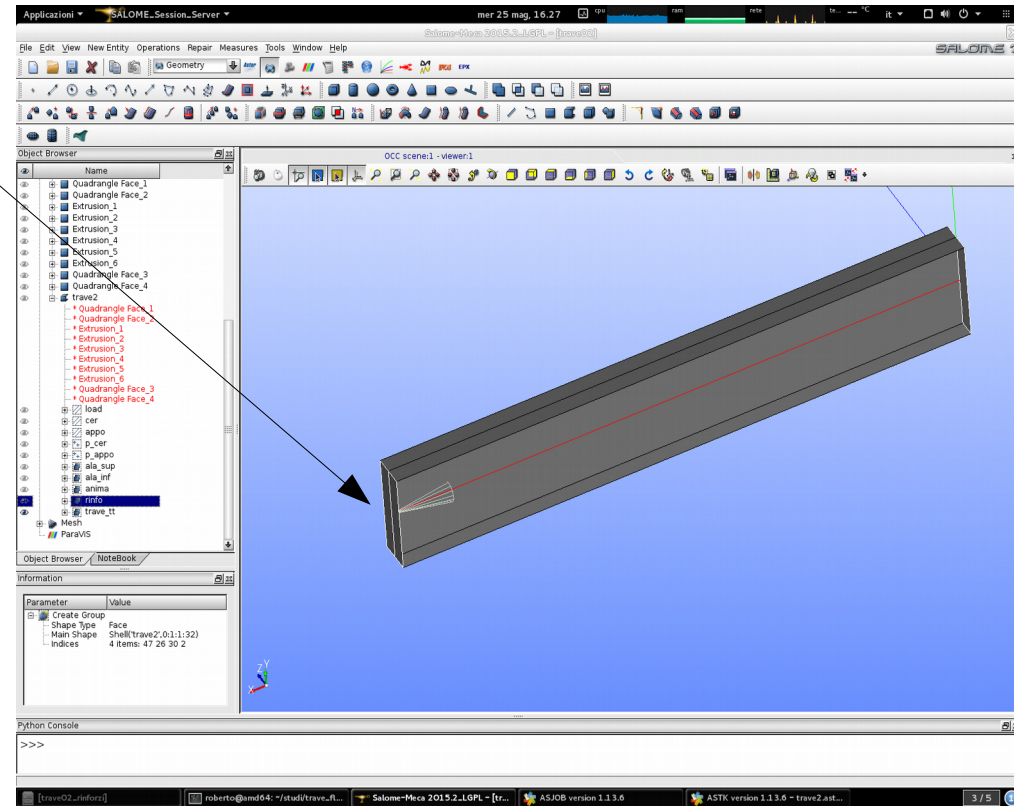 Applicazioni SALOME_Session_Server mer 25 mag, 16.27 cpu ram rete te... -- °C it
Salome-Meca 2015.2_LGPL - [trave02]
File Edit View New Entity Operations Repair Measures Tools Window Help
SALOME
Geometry
EPX
Object Browser
OCC scene:1 - viewer:1
Name
Quadrangle Face_1
Quadrangle Face_2
Extrusion_1
Extrusion_2
Extrusion_3
Extrusion_4
Extrusion_5
Extrusion_6
Quadrangle Face_3
Quadrangle Face_4
trave2
* Quadrangle Face_1
* Quadrangle Face_2
* Extrusion_1
* Extrusion_2
* Extrusion_3
* Extrusion_4
* Extrusion_5
* Extrusion_6
* Quadrangle Face_3
* Quadrangle Face_4
load
cer
appo
p_cer
p_appo
ala_sup
ala_inf
anima
rinfo
trave_tt
Mesh
ParaViS
Object Browser NoteBook
Information
Parameter Value
Create Group
Shape Type Face
Main Shape Shell('trave2',0:1:1:32)
Indices 4 items: 47 26 30 2
Z Y
X
Python Console
>>>
[trave02_rinforzi] roberto@amd64: ~/studi/trave_fl... Salome-Meca 2015.2_LGPL - [tr... ASJOB version 1.13.6 ASTK version 1.13.6 - trave2.ast... 3 / 5